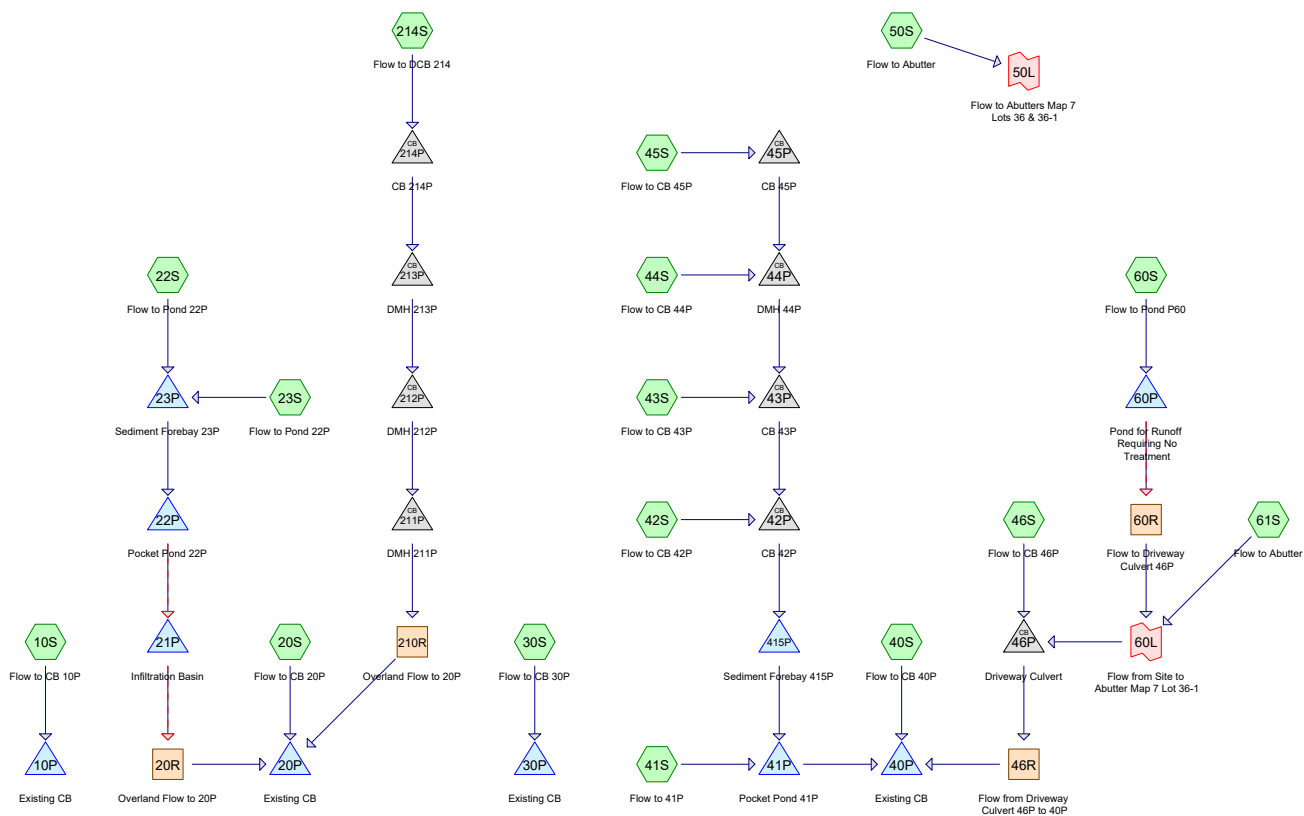 214S
Flow to DCB 214
50S
Flow to Abutter
50L
Flow to Abutters Map 7
Lots 36 & 36-1
CB
214P
CB 214P
45S
Flow to CB 45P
CB
45P
CB 45P
22S
Flow to Pond 22P
CB
213P
DMH 213P
44S
Flow to CB 44P
CB
44P
DMH 44P
60S
Flow to Pond P60
23P
Sediment Forebay 23P
23S
Flow to Pond 22P
CB
212P
DMH 212P
43S
Flow to CB 43P
CB
43P
CB 43P
60P
Pond for Runoff
Requiring No
Treatment
22P
Pocket Pond 22P
CB
211P
DMH 211P
42S
Flow to CB 42P
CB
42P
CB 42P
46S
Flow to CB 46P
60R
Flow to Driveway
Culvert 46P
61S
Flow to Abutter
10S
Flow to CB 10P
21P
Infiltration Basin
20S
Flow to CB 20P
210R
Overland Flow to 20P
30S
Flow to CB 30P
415P
Sediment Forebay 415P
40S
Flow to CB 40P
CB
46P
Driveway Culvert
60L
Flow from Site to
Abutter Map 7 Lot 36-1
10P
Existing CB
20R
Overland Flow to 20P
20P
Existing CB
30P
Existing CB
41S
Flow to 41P
41P
Pocket Pond 41P
40P
Existing CB
46R
Flow from Driveway
Culvert 46P to 40P